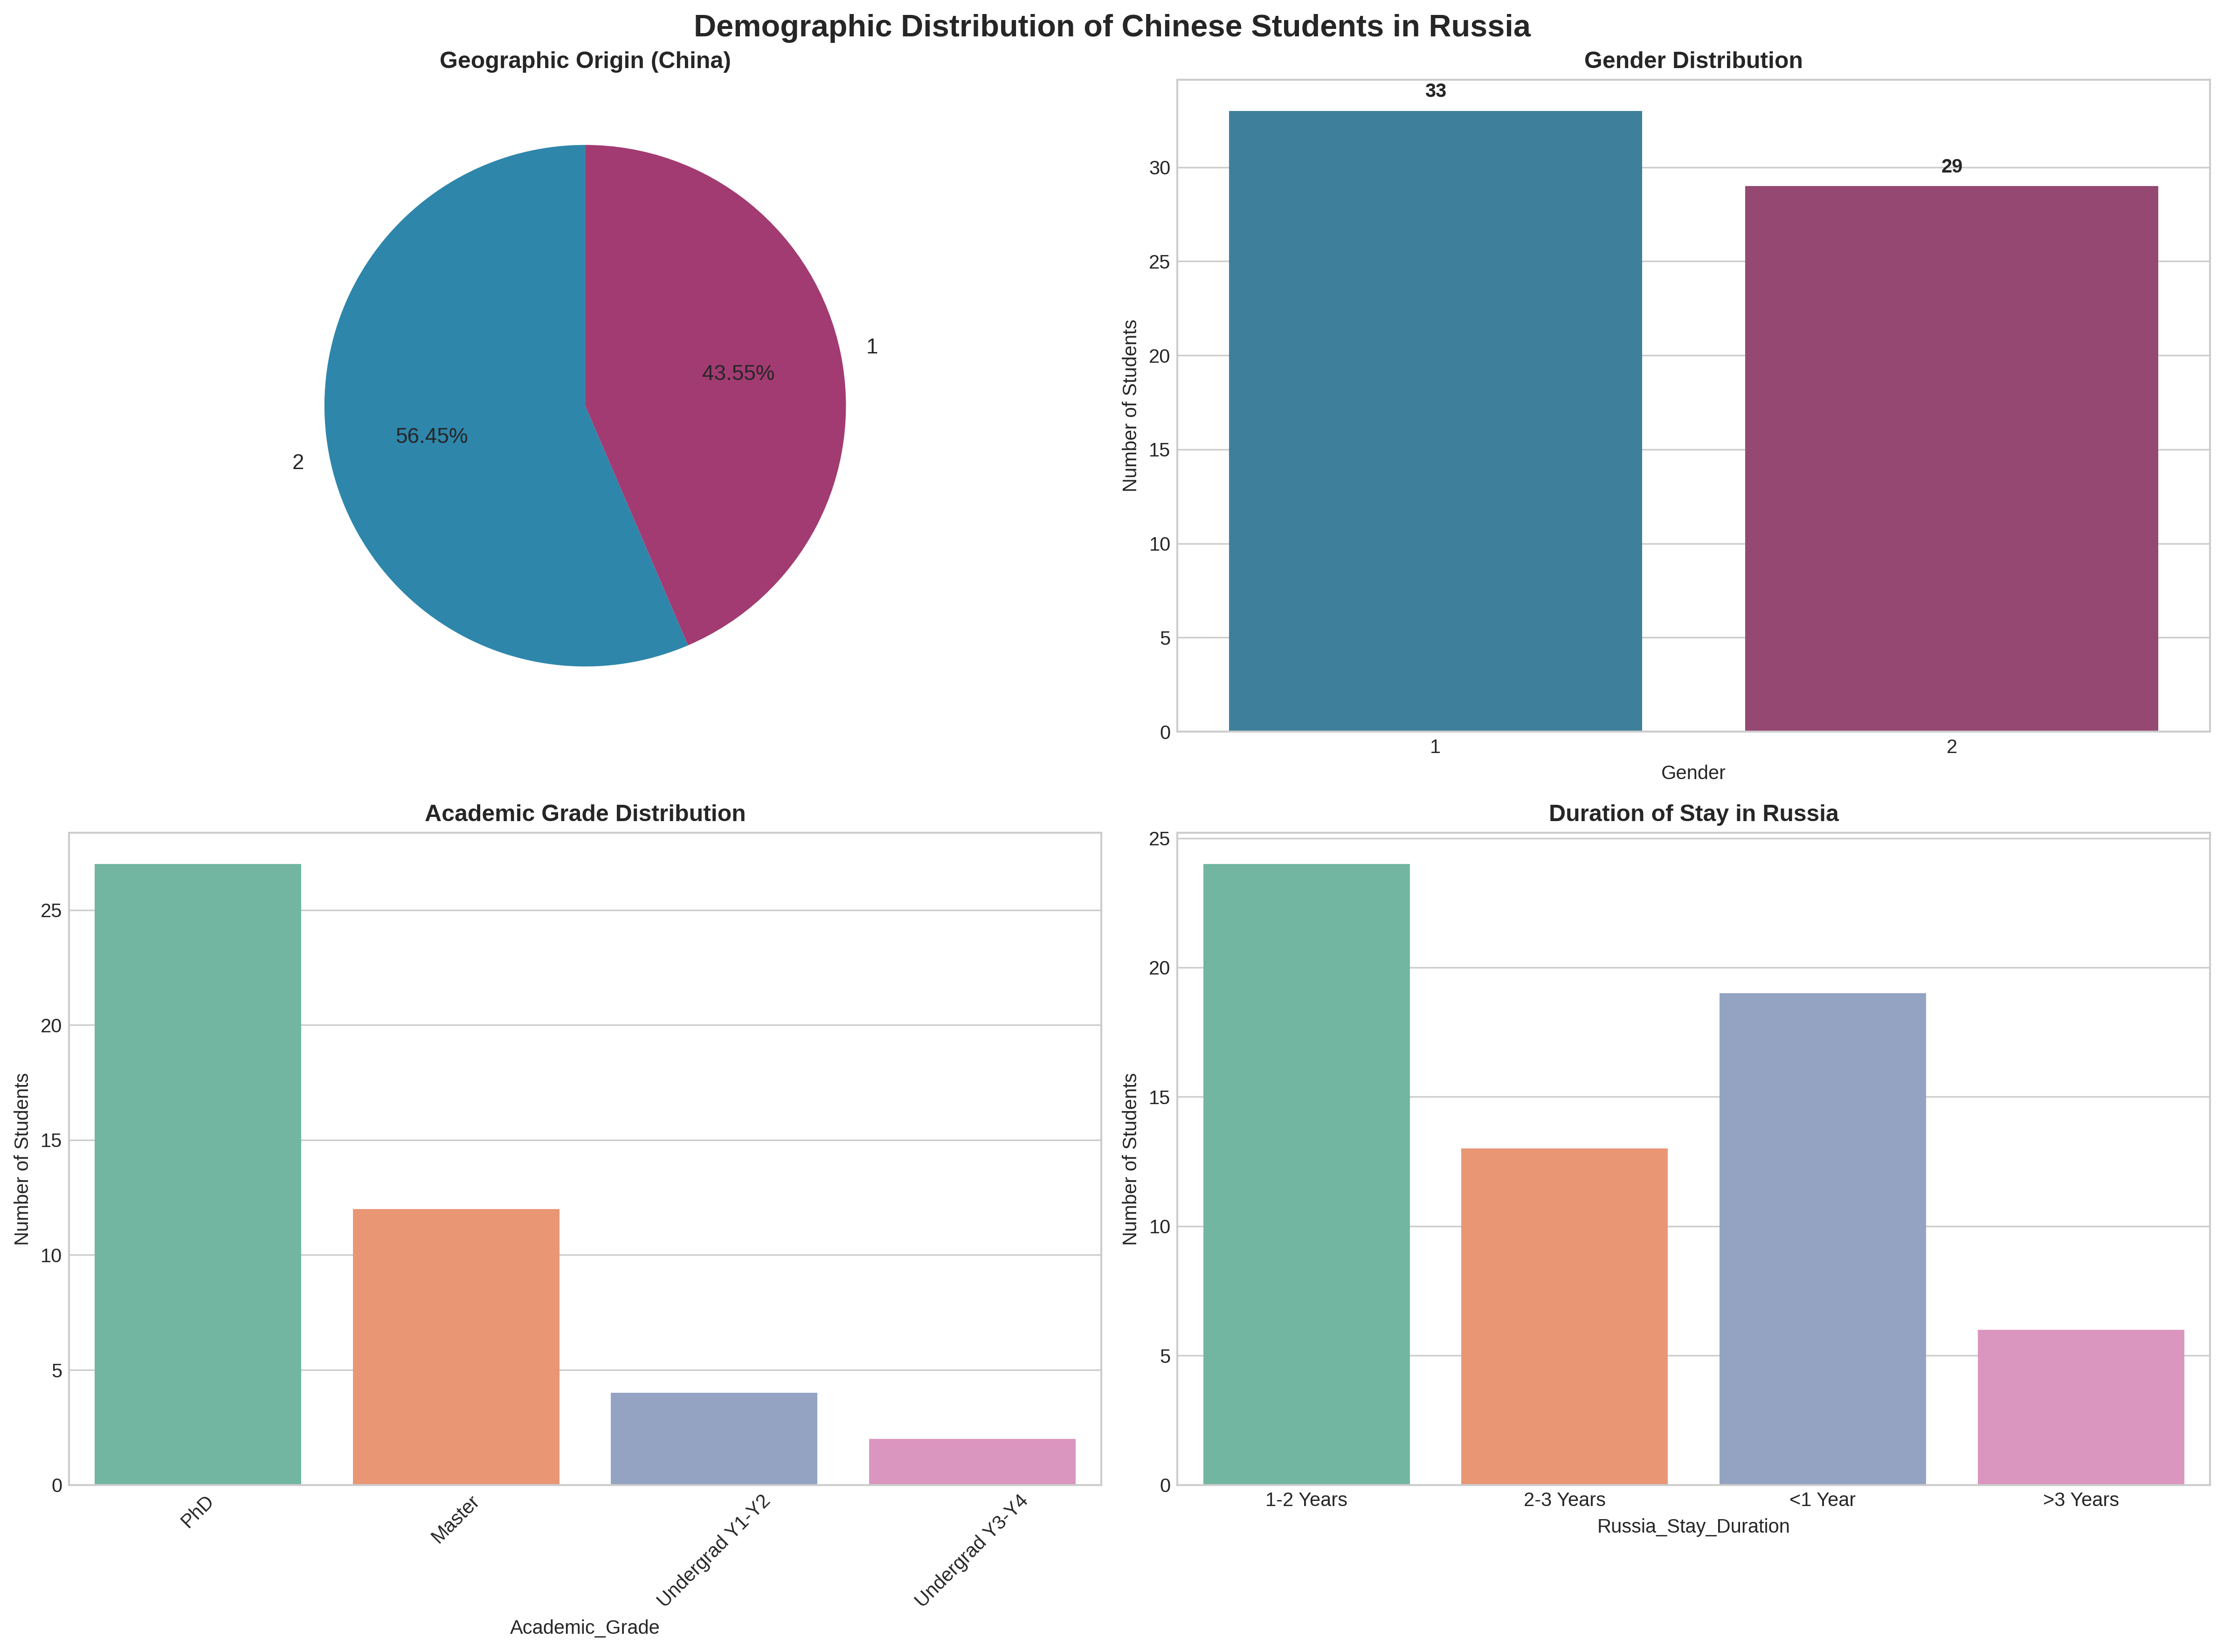 Demographic Distribution of Chinese Students in Russia
Geographic Origin (China)
1
43.55%
56.45%
2
Gender Distribution
33
29
Number of Students
30
25
20
15
10
5
0
1
2
Gender
Academic Grade Distribution
Number of Students
25
20
15
10
5
0
PhD
Master
Undergrad Y1-Y2
Undergrad Y3-Y4
Academic_Grade
Duration of Stay in Russia
Number of Students
25
20
15
10
5
0
1-2 Years
2-3 Years
<1 Year
>3 Years
Russia_Stay_Duration